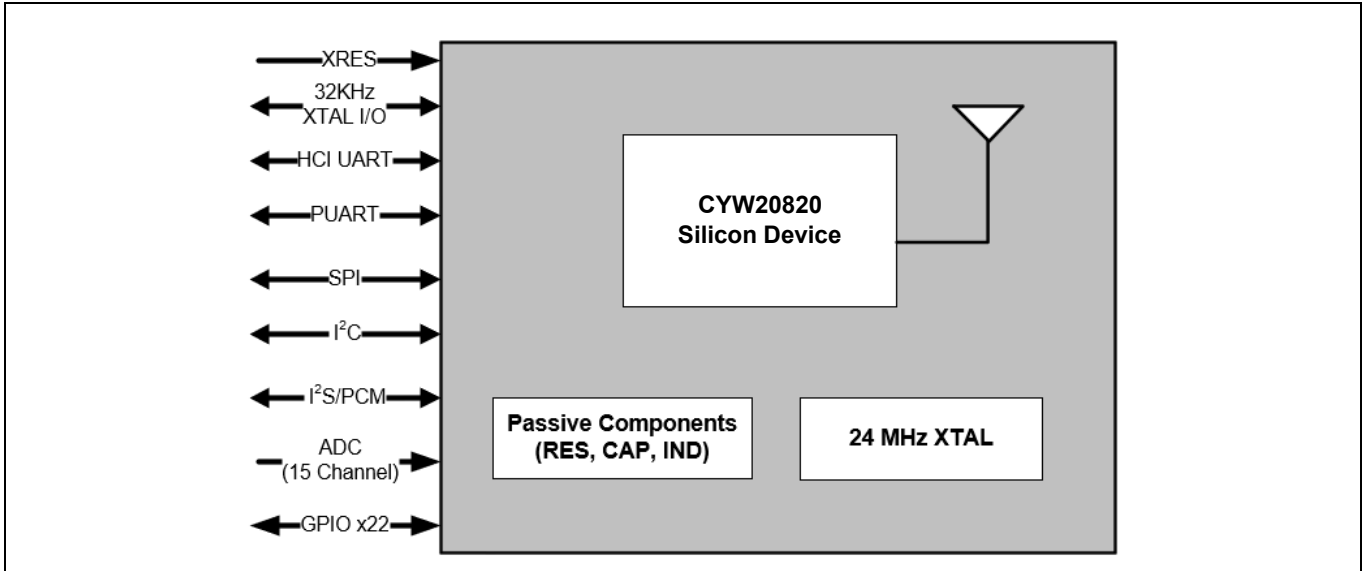 XRES
32KHz
XTAL I/O
HCI UART
PUART
SPI
I²C
I²S/PCM
ADC
(15 Channel)
GPIO x22
CYW20820
Silicon Device
Passive Components
(RES, CAP, IND)
24 MHz XTAL